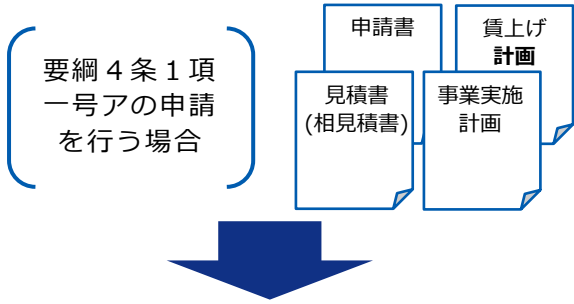 要綱４条１項
一号アの申請
を行う場合
申請書
賃上げ
計画
見積書
(相見積書)
事業実施
計画